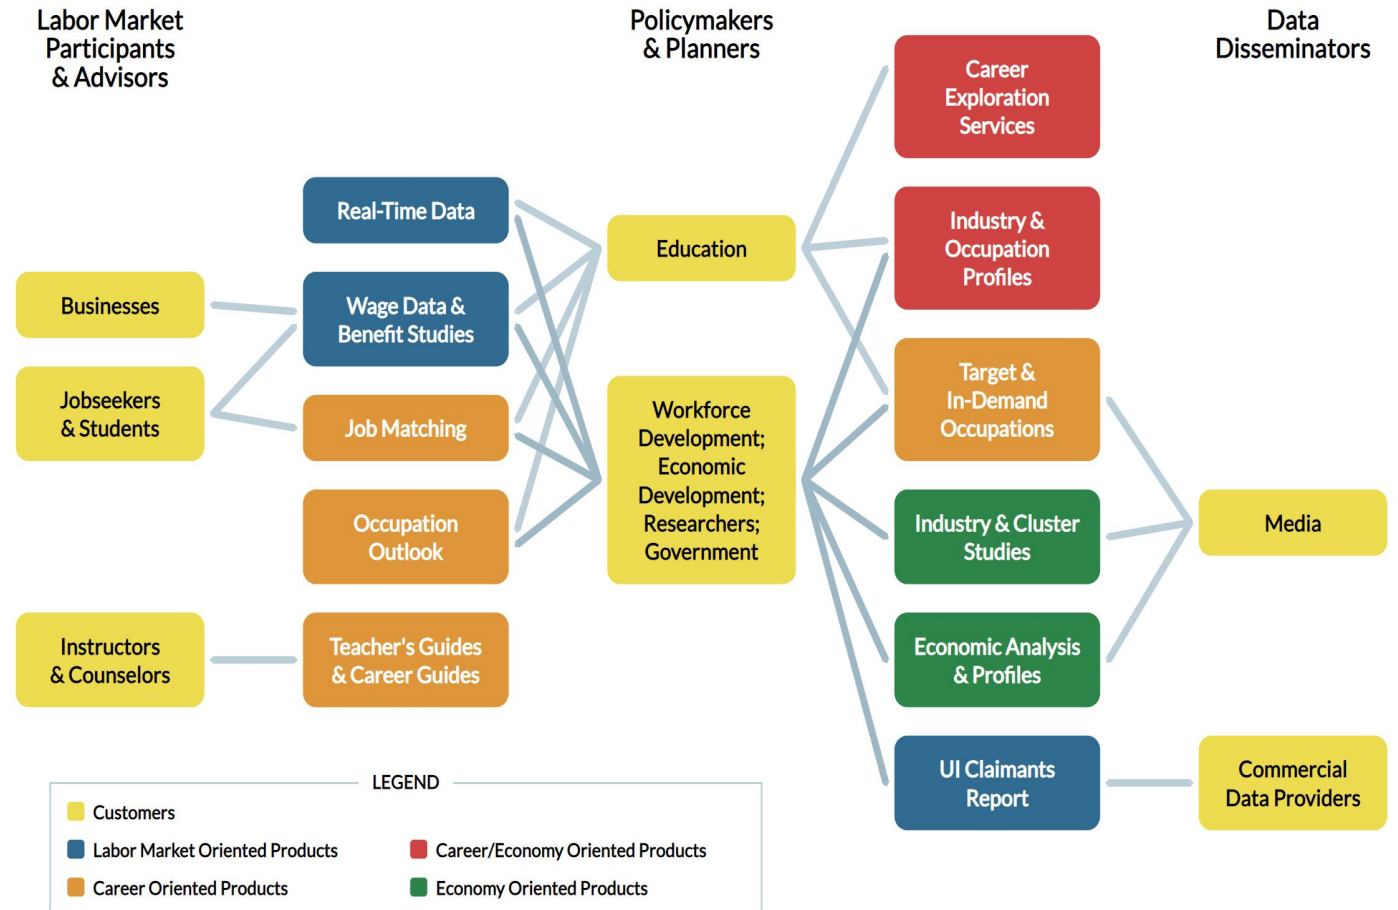 Labor Market
Participants
& Advisors
Policymakers
& Planners
Data
Disseminators
Career
Exploration
Services
Real-Time Data
Education
Industry &
Occupation
Profiles
Businesses
Wage Data &
Benefit Studies
Jobseekers
& Students
Job Matching
Workforce
Development;
Economic
Development;
Researchers;
Government
Target &
In-Demand
Occupations
Occupation
Outlook
Industry & Cluster
Studies
Media
Instructors
& Counselors
Teacher's Guides
& Career Guides
Economic Analysis
& Profiles
UI Claimants
Report
Commercial
Data Providers
LEGEND
Customers
Labor Market Oriented Products
Career/Economy Oriented Products
Career Oriented Products
Economy Oriented Products